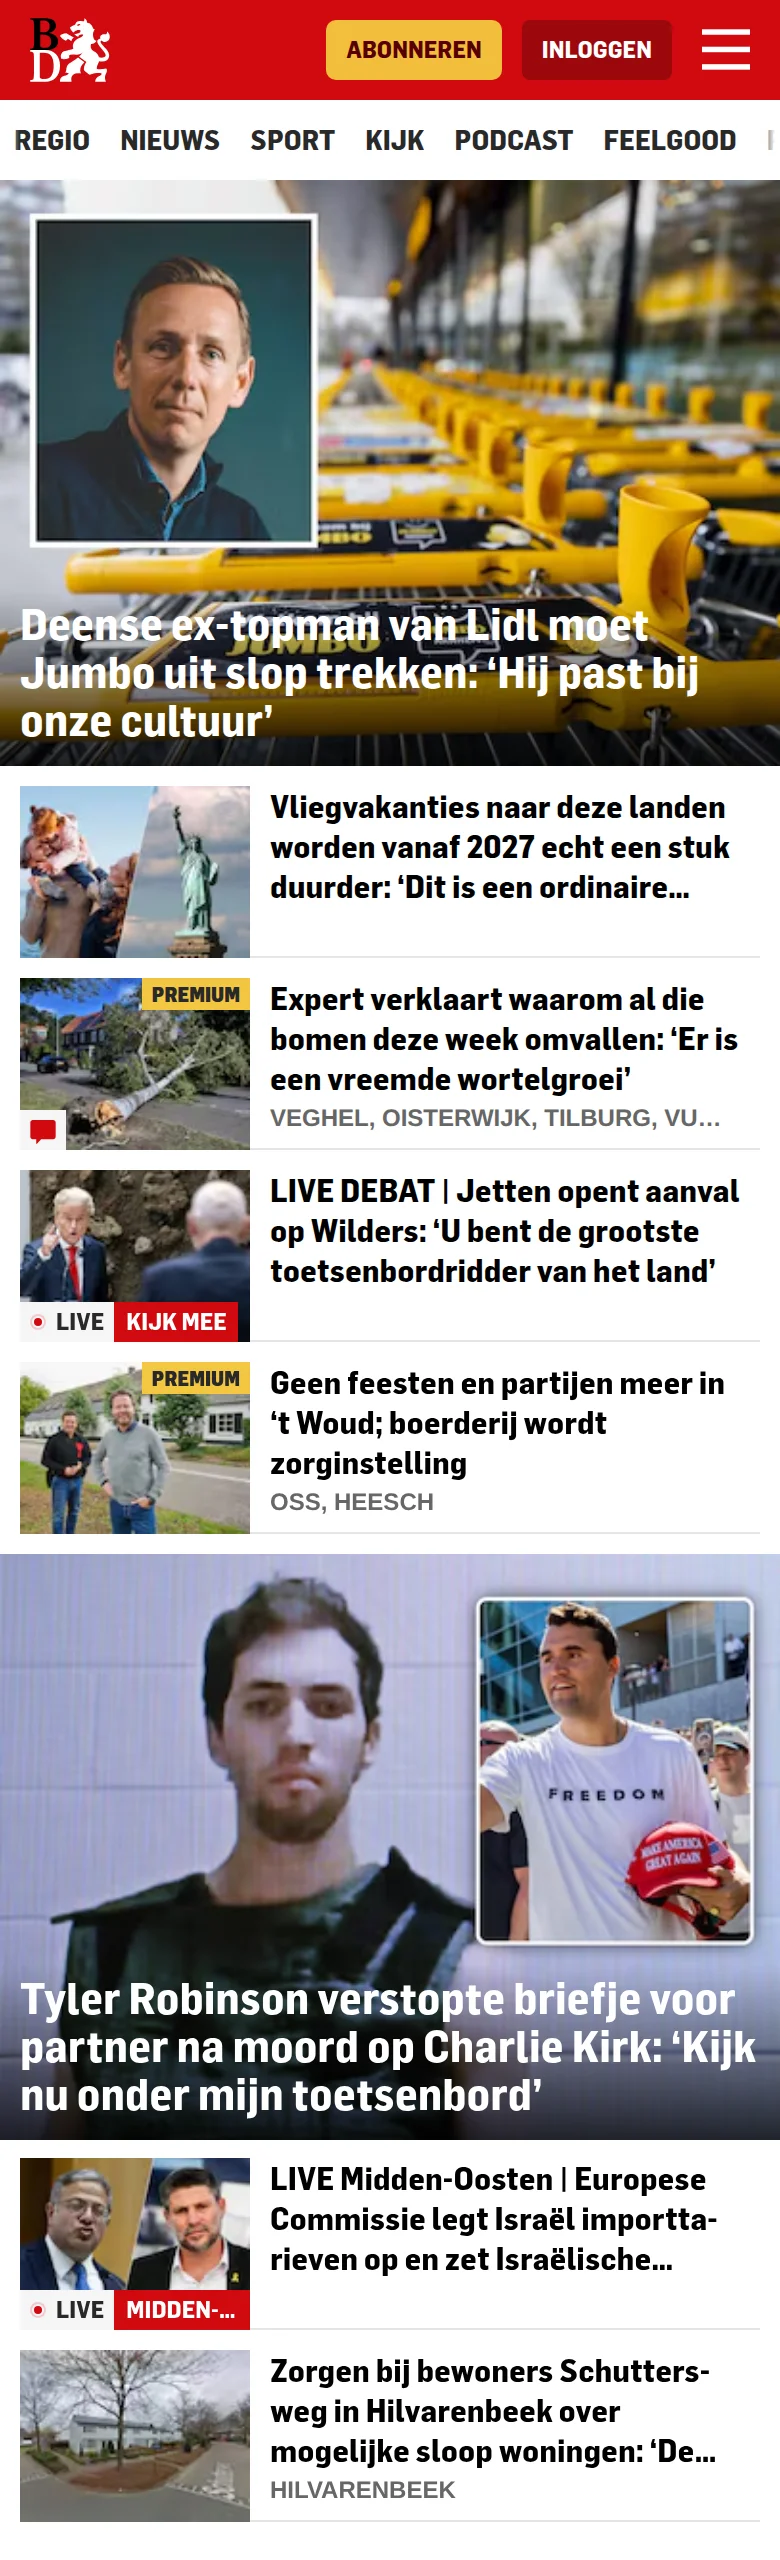 BD
ABONNEREN
INLOGGEN
REGIO NIEUWS SPORT KIJK PODCAST FEELGOOD
JUMBO
Deense ex-topman van Lidl moet
Jumbo uit slop trekken: ‘Hij past bij
onze cultuur’
Vliegvakanties naar deze landen
worden vanaf 2027 echt een stuk
duurder: ‘Dit is een ordinaire...
PREMIUM
Expert verklaart waarom al die
bomen deze week omvallen: ‘Er is
een vreemde wortelgroei’
VEGHEL, OISTERWIJK, TILBURG, VU...
LIVE KIJK MEE
LIVE DEBAT | Jetten opent aanval
op Wilders: ‘U bent de grootste
toetsenbordridder van het land’
PREMIUM
Geen feesten en partijen meer in
‘t Woud; boerderij wordt
zorginstelling
OSS, HEESCH
FREEDOM
MAKE AMERICA
GREAT AGAIN
Tyler Robinson verstopte briefje voor
partner na moord op Charlie Kirk: ‘Kijk
nu onder mijn toetsenbord’
LIVE MIDDEN-...
LIVE Midden-Oosten | Europese
Commissie legt Israël importta-
rieven op en zet Israëlische...
Zorgen bij bewoners Schutters-
weg in Hilvarenbeek over
mogelijke sloop woningen: ‘De...
HILVARENBEEK